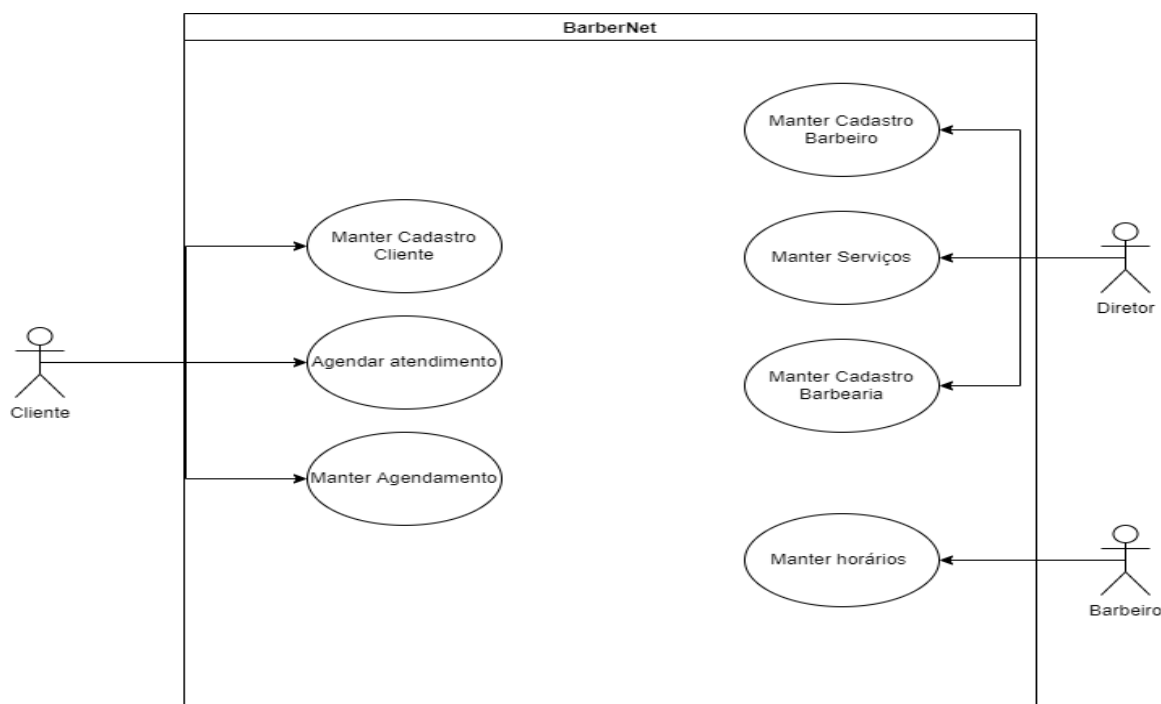 BarberNet
Manter Cadastro
Cliente
Agendar atendimento
Manter Agendamento
Cliente
Manter Cadastro
Barbeiro
Manter Serviços
Manter Cadastro
Barbearia
Manter horários
Diretor
Barbeiro